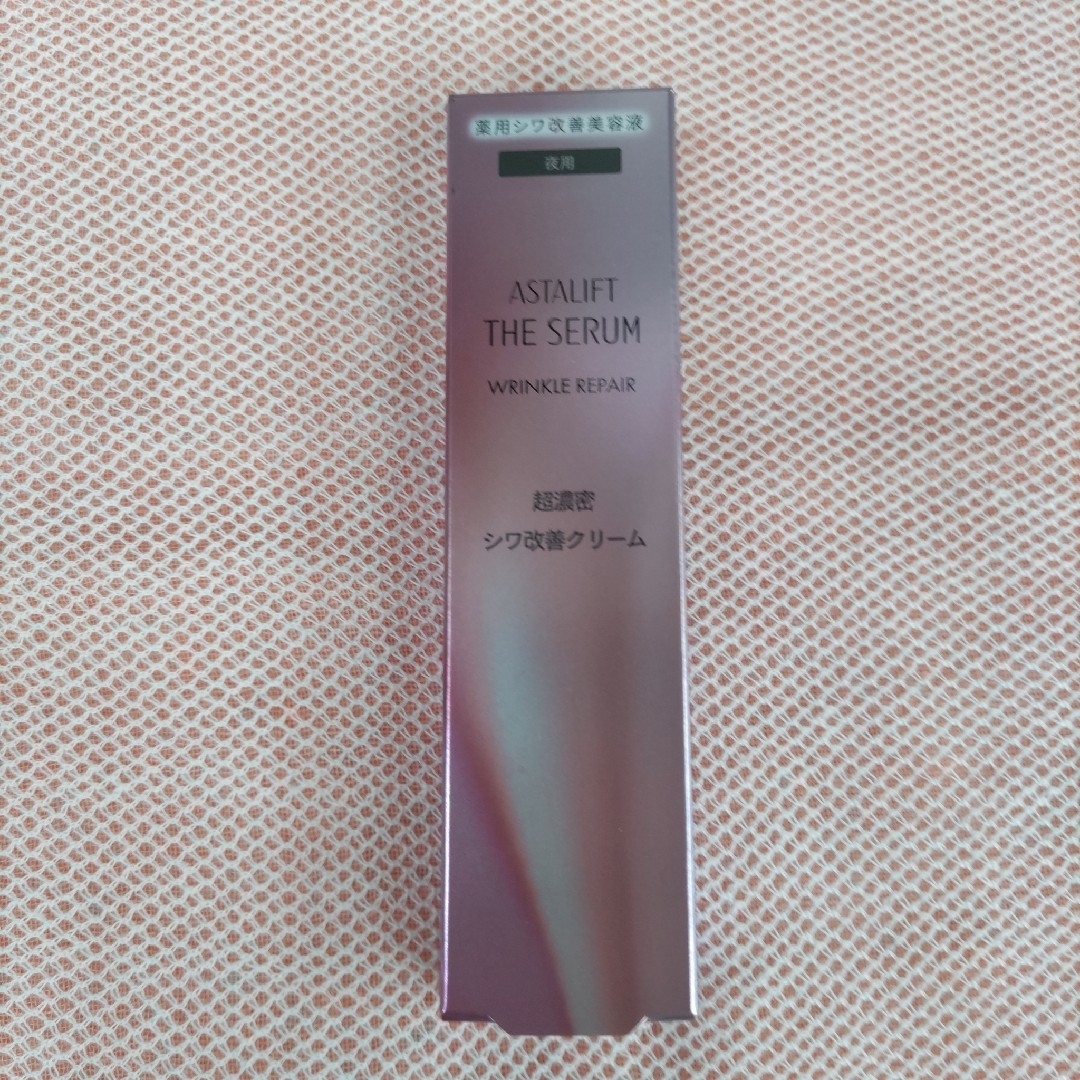 薬用シワ改善美容液
夜用
ASTALIFT
THE SERUM
WRINKLE REPAIR
超濃密
シワ改善クリーム